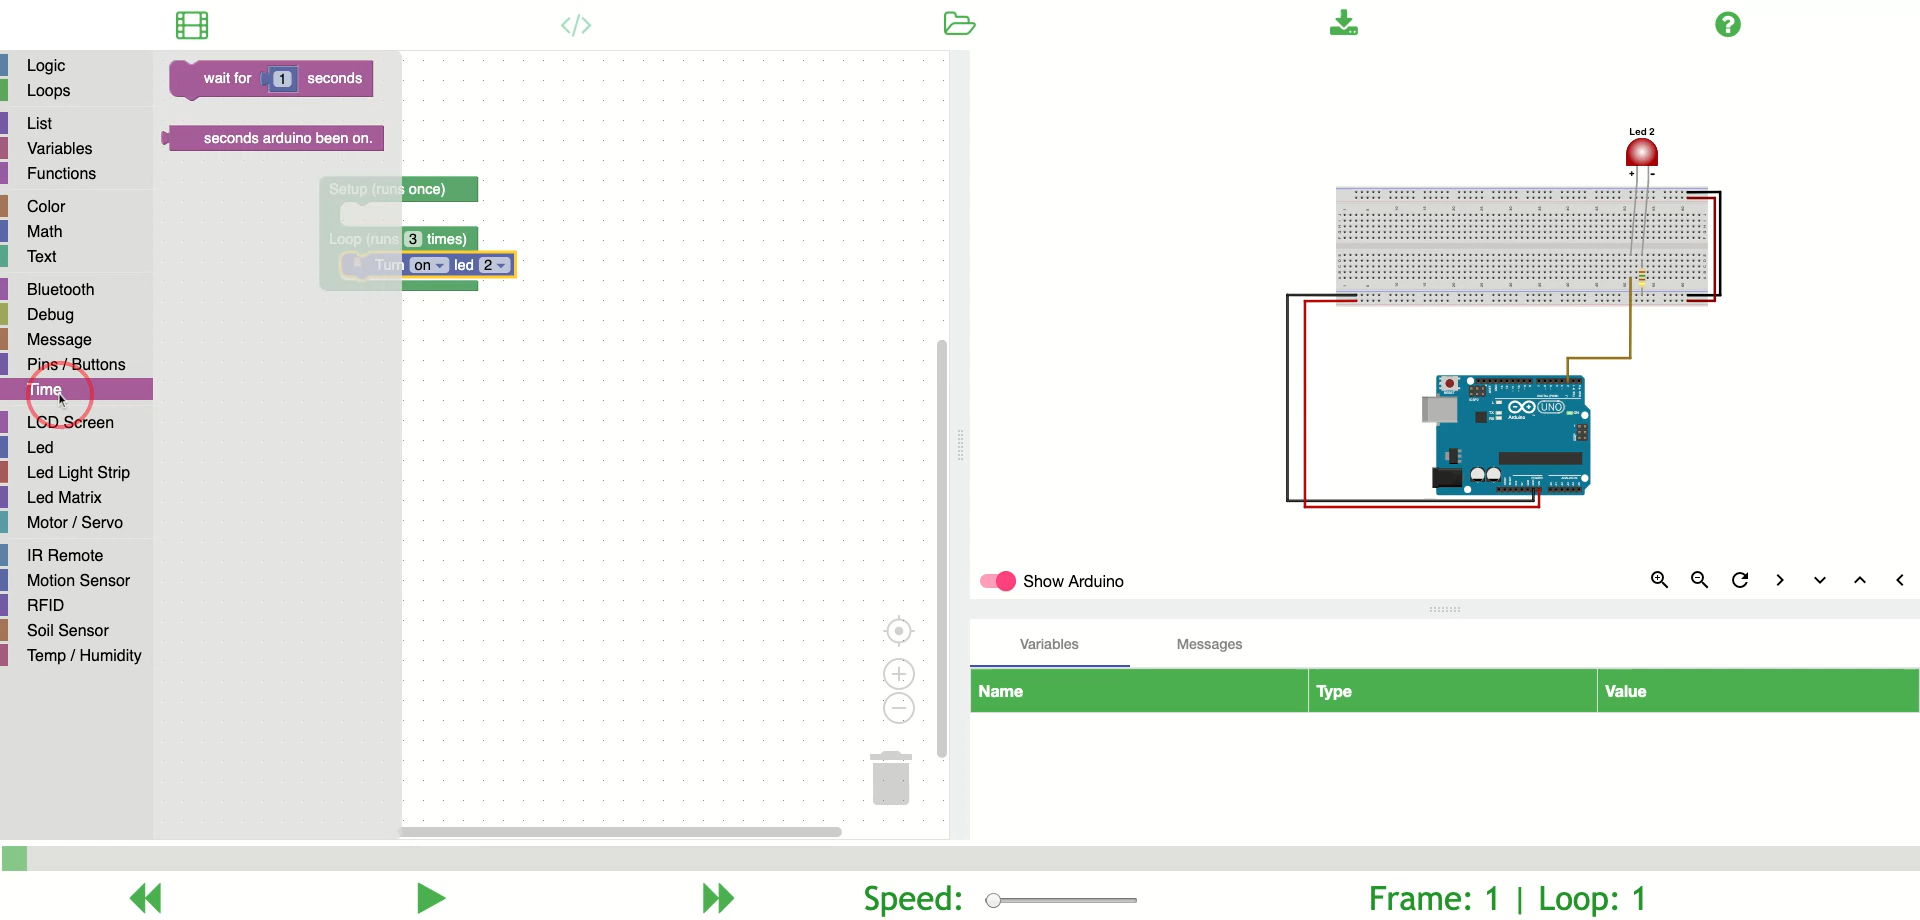 Logic
Loops
List
Variables
Functions
Color
Math
Text
Bluetooth
Debug
Message
Pins / Buttons
Time
LCD Screen
Led
Led Light Strip
Led Matrix
Motor / Servo
IR Remote
Motion Sensor
RFID
Soil Sensor
Temp / Humidity
wait for 1 seconds
seconds arduino been on.
Setup (runs once)
Loop (runs 3 times)
Turn on led 2
Led 2
+ -
UNO
Arduino
Show Arduino
Variables Messages
Name Type Value
Speed:
Frame: 1 | Loop: 1